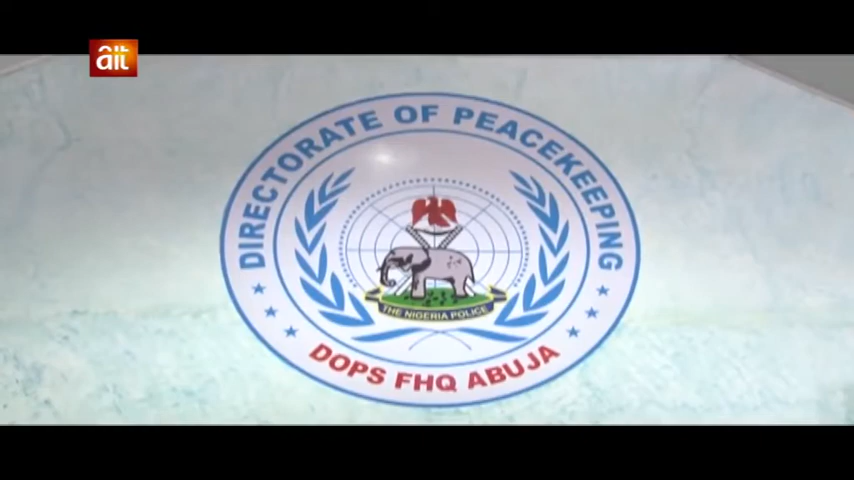 ait
DIRECTORATE OF PEACEKEEPING
THE NIGERIA POLICE
DOPS FHQ ABUJA